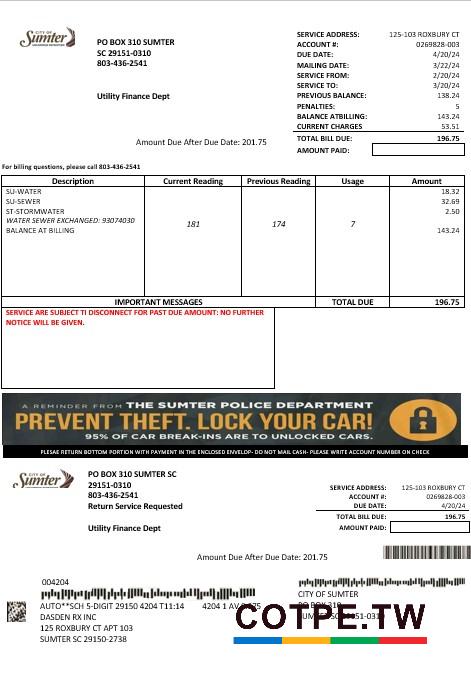 CITY OF
Sumter
PO BOX 310 SUMTER
SC 29151-0310
803-436-2541
Utility Finance Dept
SERVICE ADDRESS: 125-103 ROXBURY CT
ACCOUNT #: 0269828-003
DUE DATE: 4/20/24
MAILING DATE: 3/22/24
SERVICE FROM: 2/20/24
SERVICE TO: 3/20/24
PREVIOUS BALANCE: 138.24
PENALTIES: 5
BALANCE ATBILLING: 143.24
CURRENT CHARGES 53.51
TOTAL BILL DUE: 196.75
AMOUNT PAID:
Amount Due After Due Date: 201.75
For billing questions, please call 803-436-2541
Description Current Reading Previous Reading Usage Amount
SU-WATER 18.32
SU-SEWER 32.69
ST-STORMWATER 2.50
WATER SEWER EXCHANGED: 93074030 181 174 7
BALANCE AT BILLING 143.24
IMPORTANT MESSAGES TOTAL DUE 196.75
SERVICE ARE SUBJECT TI DISCONNECT FOR PAST DUE AMOUNT: NO FURTHER
NOTICE WILL BE GIVEN.
A REMINDER FROM THE SUMTER POLICE DEPARTMENT
PREVENT THEFT. LOCK YOUR CAR!
95% OF CAR BREAK-INS ARE TO UNLOCKED CARS.
PLESAE RETURN BOTTOM PORTION WITH PAYMENT IN THE ENCLOSED ENVELOP- DO NOT MAIL CASH- PLEASE WRITE ACCOUNT NUMBER ON CHECK
CITY OF
Sumter
PO BOX 310 SUMTER SC
29151-0310
803-436-2541
Return Service Requested
Utility Finance Dept
SERVICE ADDRESS: 125-103 ROXBURY CT
ACCOUNT #: 0269828-003
DUE DATE: 4/20/24
TOTAL BILL DUE: 196.75
AMOUNT PAID:
Amount Due After Due Date: 201.75
004204
AUTO**SCH 5-DIGIT 29150 4204 T11:14 4204 1 AV
DASDEN RX INC
125 ROXBURY CT APT 103
SUMTER SC 29150-2738
CITY OF SUMTER
PO BOX 310
SUMTER SC 29151-0310
COTPE.TW